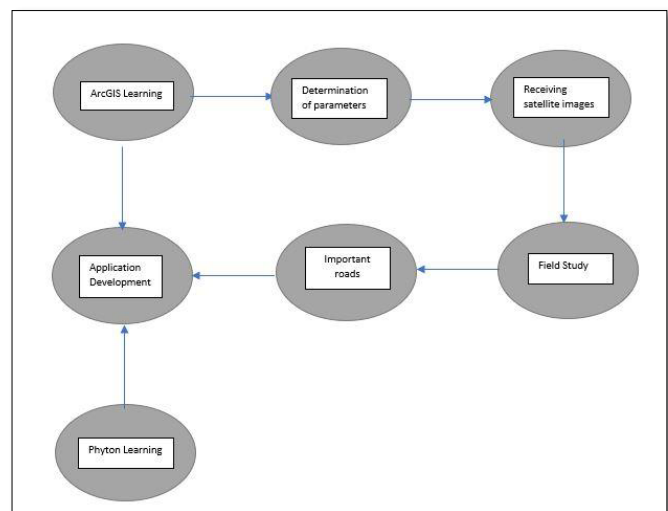 ArcGIS Learning
Determination
of parameters
Receiving
satellite images
Application
Development
Important
roads
Field Study
Phyton Learning